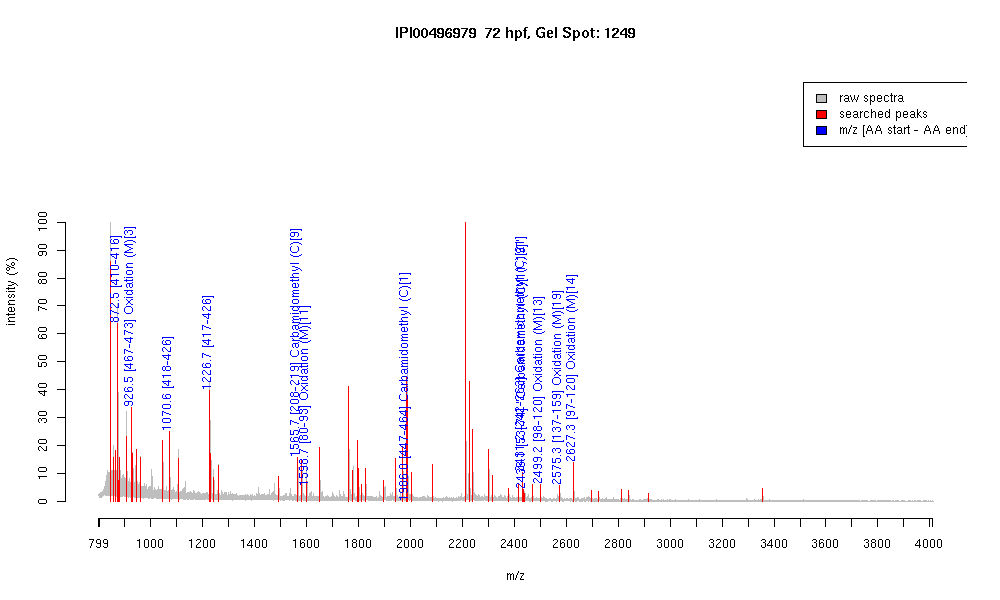 IPI00496979 72 hpf, Gel Spot: 1249
raw spectra
searched peaks
m/z [AA start - AA end]
intensity (%)
100
90
80
70
60
50
40
30
20
10
0
872.5 [410-416]
926.5 [467-473] Oxidation (M)[3]
1070.6 [418-426]
1226.7 [417-426]
1565.7 [208-219] Carbamidomethyl (C)[9]
1598.7 [80-93] Oxidation (M)[11]
[447-464] Carbamidomethyl (C)[1]
2499.2 [98-120] Oxidation (M)[13]
2575.3 [137-159] Oxidation (M)[19]
2627.3 [97-120] Oxidation (M)[14]
799 1000 1200 1400 1600 1800 2000 2200 2400 2600 2800 3000 3200 3400 3600 3800 4000
m/z